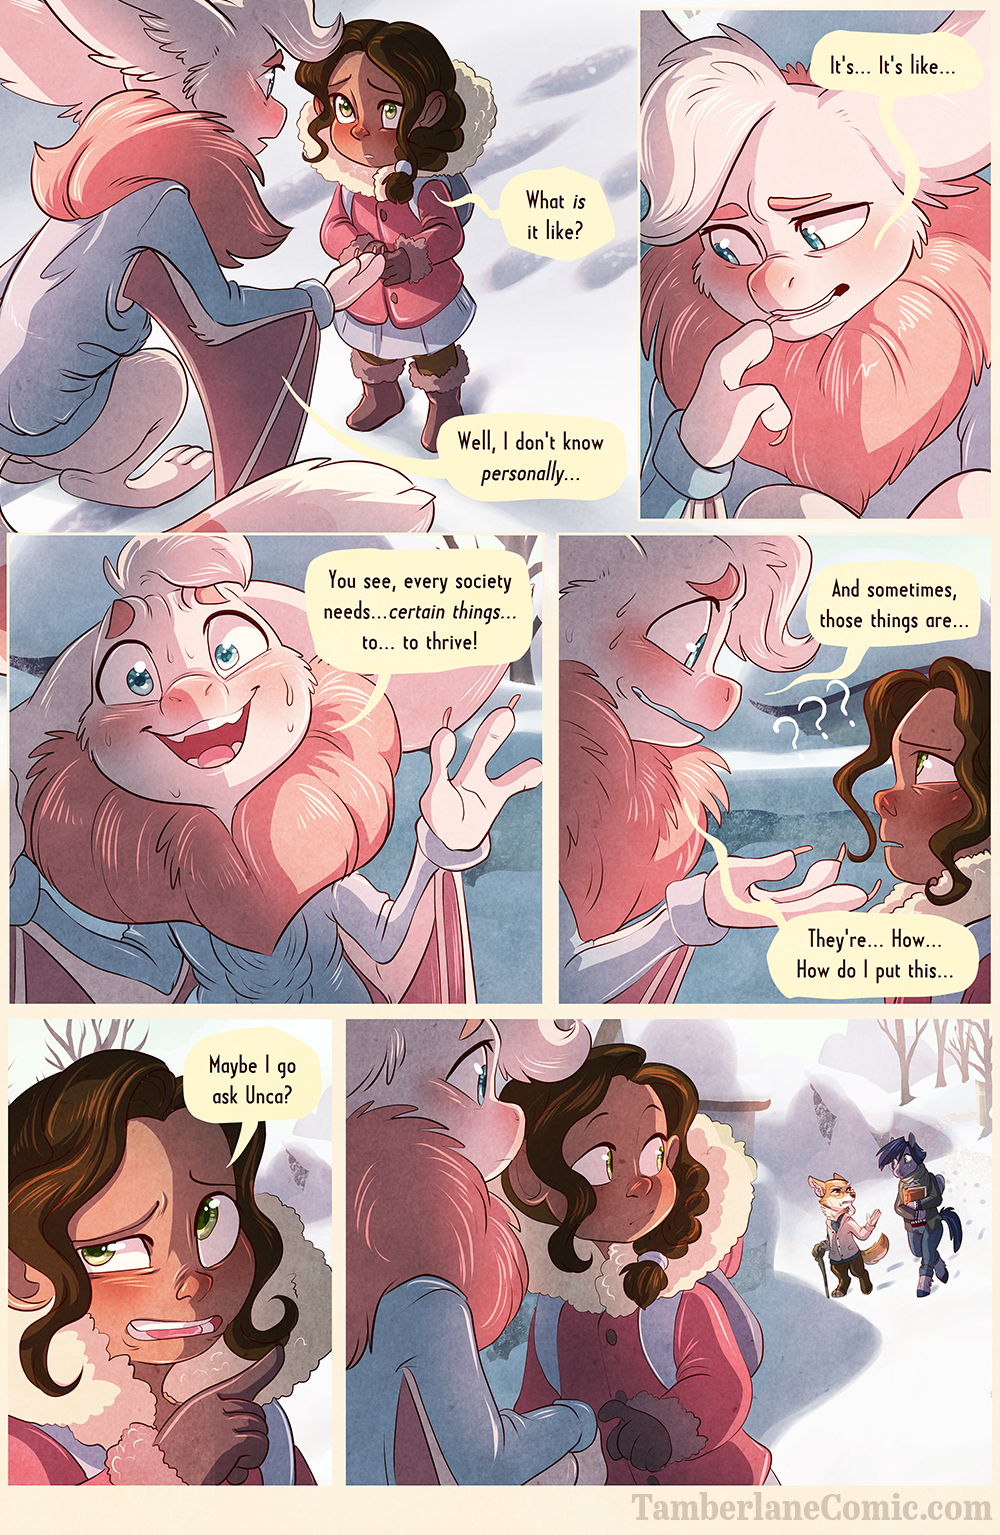 What is
it like?
Well, I don't know
personally...
It's... It's like...
You see, every society
needs...certain things...
to... to thrive!
And sometimes,
those things are...
???
They're... How...
How do I put this...
Maybe I go
ask Unca?
TamberlaneComic.com